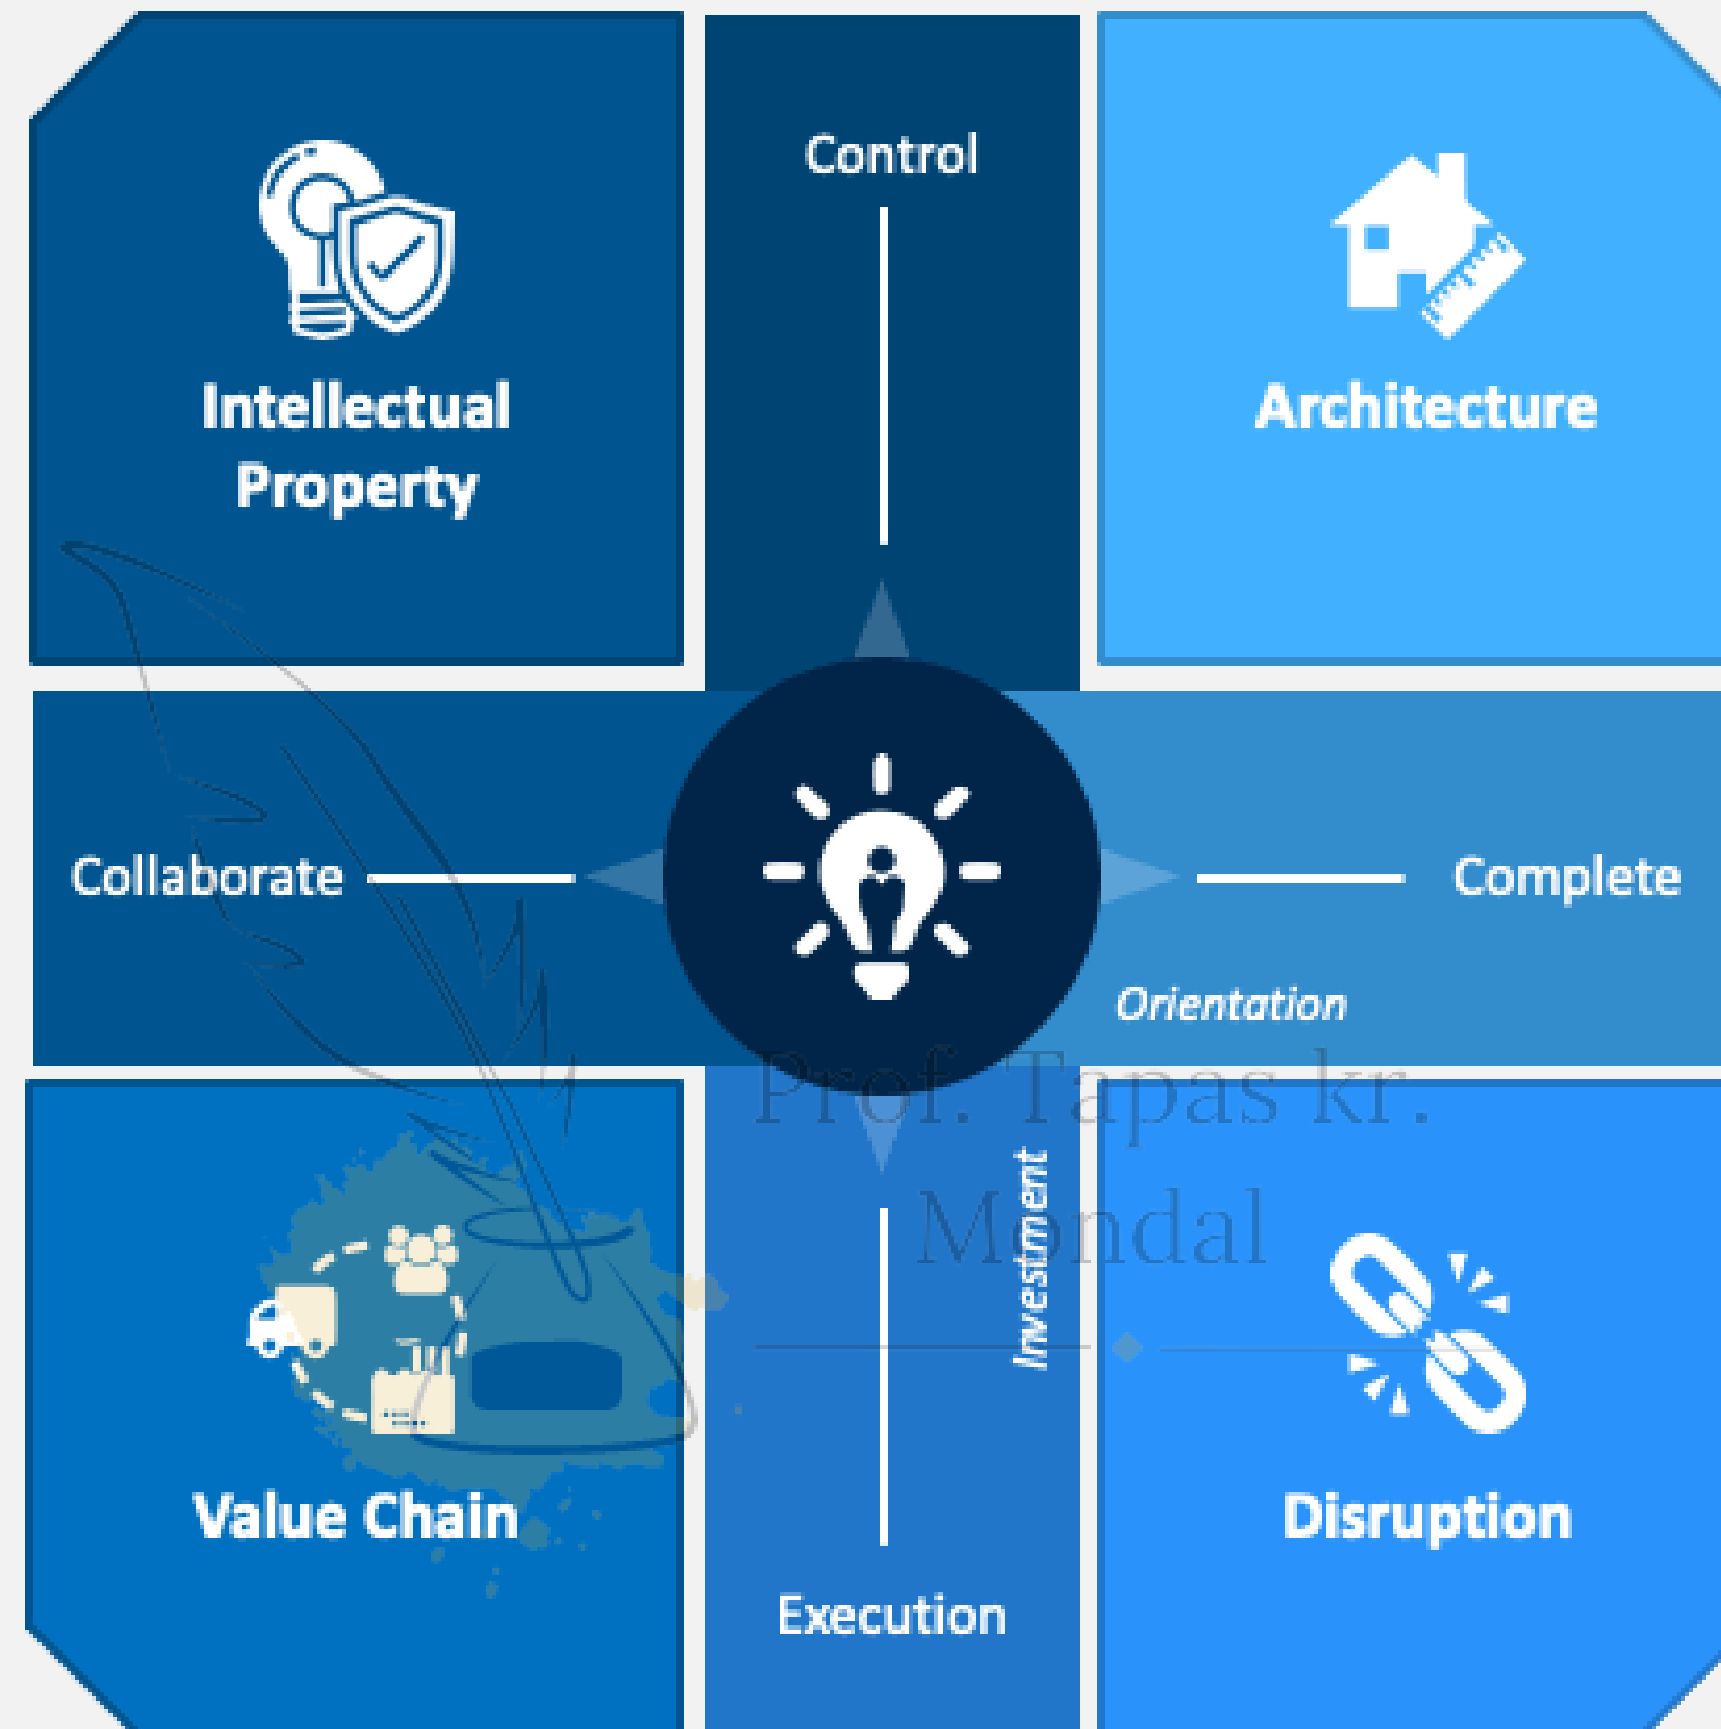 Control
Intellectual
Property
Architecture
Collaborate
Complete
Orientation
Prof. Tapas kr.
Mondal
Investment
Value Chain
Disruption
Execution